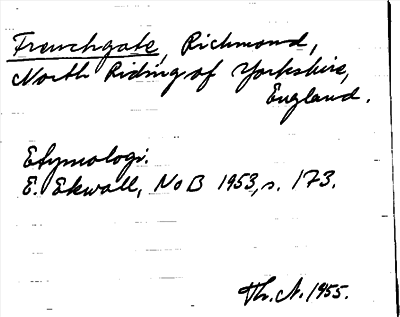 Frenchgate, Richmond,
North Riding of Yorkshire,
England.
Etymologi.
E. Ekwall, NoB 1953, s. 173.
Th. N. 1955.